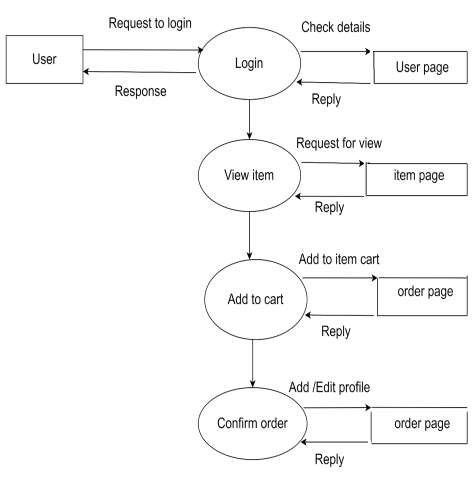 Request to login
Check details
User
Login
User page
Response
Reply
Request for view
View item
item page
Reply
Add to item cart
Add to cart
order page
Reply
Add /Edit profile
Confirm order
order page
Reply